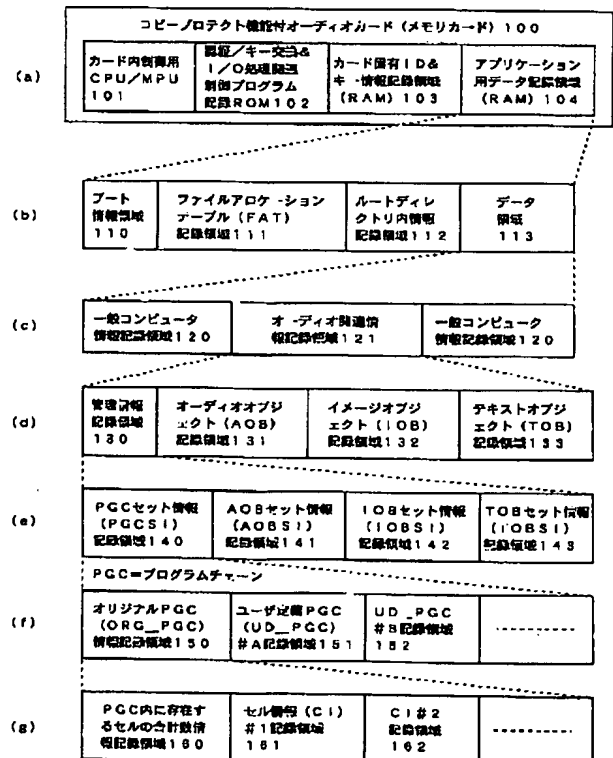 コピープロテクト機能付オーディオカード(メモリカード)100
(a)
カード内制御用
CPU/MPU
101
認証/キー交換&
I/O処理関連
制御プログラム
記録ROM102
カード固有ID&
キー情報記録領域
(RAM)103
アプリケーション
用データ記録領域
(RAM)104
(b)
ブート
情報領域
110
ファイルアロケーション
テーブル(FAT)
記録領域111
ルートディレ
クトリ内情報
記録領域112
データ
領域
113
(c)
一般コンピュータ
情報記録領域120
オーディオ関連情
報記録領域121
一般コンピュータ
情報記録領域120
(d)
管理情報
記録領域
130
オーディオオブジ
ェクト(AOB)
記録領域131
イメージオブジ
ェクト(IOB)
記録領域132
テキストオブジ
ェクト(TOB)
記録領域133
(e)
PGCセット情報
(PGCSI)
記録領域140
AOBセット情報
(AOBSI)
記録領域141
IOBセット情報
(IOBSI)
記録領域142
TOBセット情報
(TOBSI)
記録領域143
PGC=プログラムチェーン
(f)
オリジナルPGC
(ORG_PGC)
情報記録領域150
ユーザ定義PGC
(UD_PGC)
#A記録領域151
UD_PGC
#B記録領域
152
(g)
PGC内に存在す
るセルの合計数情
報記録領域160
セル情報(CI)
#1記録領域
161
CI#2
記録領域
162